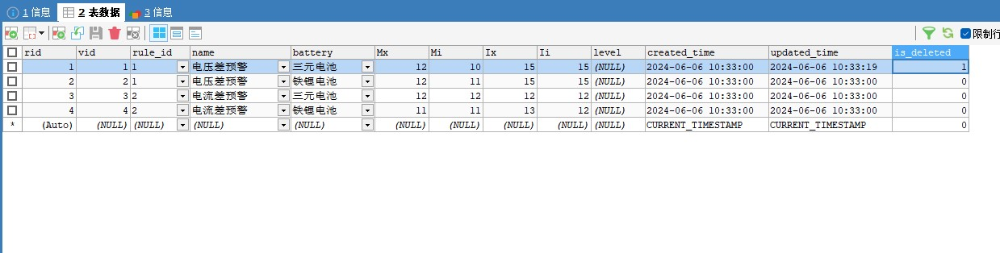 1 信息 2 表数据 3 信息
限制行
rid vid rule_id name battery Mx Mi Ix Ii level created_time updated_time is_deleted
1 1 1 电压差预警 三元电池 12 10 15 15 (NULL) 2024-06-06 10:33:00 2024-06-06 10:33:19 1
2 2 1 电压差预警 铁锂电池 12 11 15 15 (NULL) 2024-06-06 10:33:00 2024-06-06 10:33:00 0
3 3 2 电流差预警 三元电池 12 12 12 12 (NULL) 2024-06-06 10:33:00 2024-06-06 10:33:00 0
4 4 2 电流差预警 铁锂电池 11 11 13 12 (NULL) 2024-06-06 10:33:00 2024-06-06 10:33:00 0
* (Auto) (NULL) (NULL) (NULL) (NULL) (NULL) (NULL) (NULL) (NULL) (NULL) CURRENT_TIMESTAMP CURRENT_TIMESTAMP 0